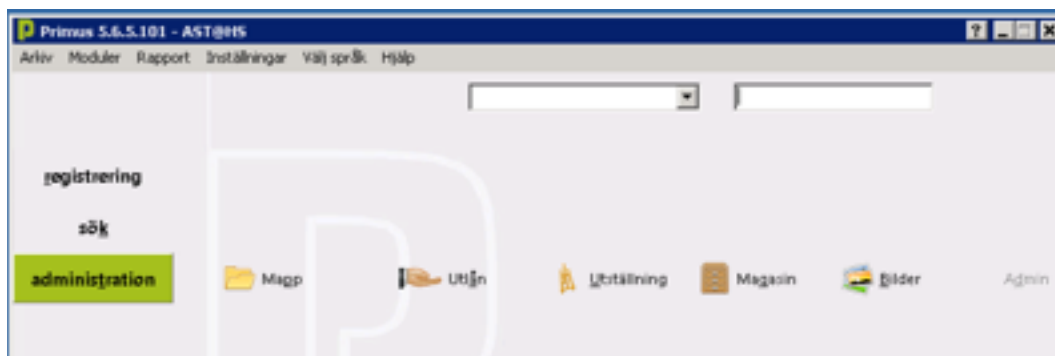 Primus 5.6.5.101 - AST@HS
Arkiv Moduler Rapport Inställningar Välj språk Hjälp
registrering
sök
administration Mapp Utlån Utställning Magasin Bilder Admin